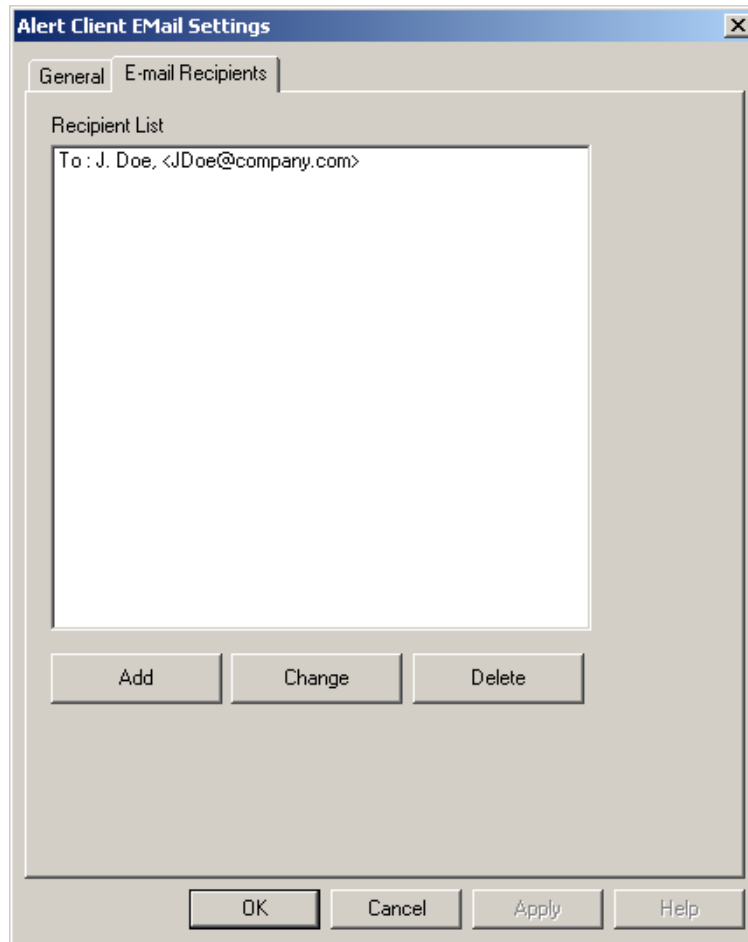 Alert Client EMail Settings
General
E-mail Recipients
Recipient List
To : J. Doe, <JDoe@company.com>
Add
Change
Delete
OK
Cancel
Apply
Help